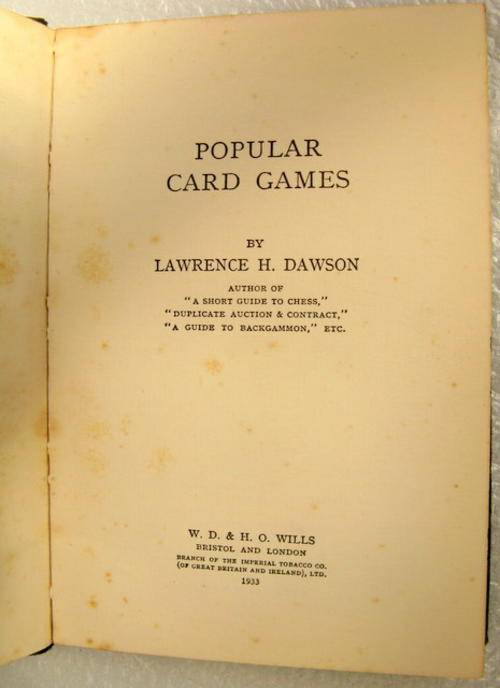 POPULAR
CARD GAMES
BY
LAWRENCE H. DAWSON
AUTHOR OF
"A SHORT GUIDE TO CHESS,"
"DUPLICATE AUCTION & CONTRACT,"
"A GUIDE TO BACKGAMMON," ETC.
W. D. & H. O. WILLS
BRISTOL AND LONDON
BRANCH OF THE IMPERIAL TOBACCO CO.
(OF GREAT BRITAIN AND IRELAND), LTD.
1933